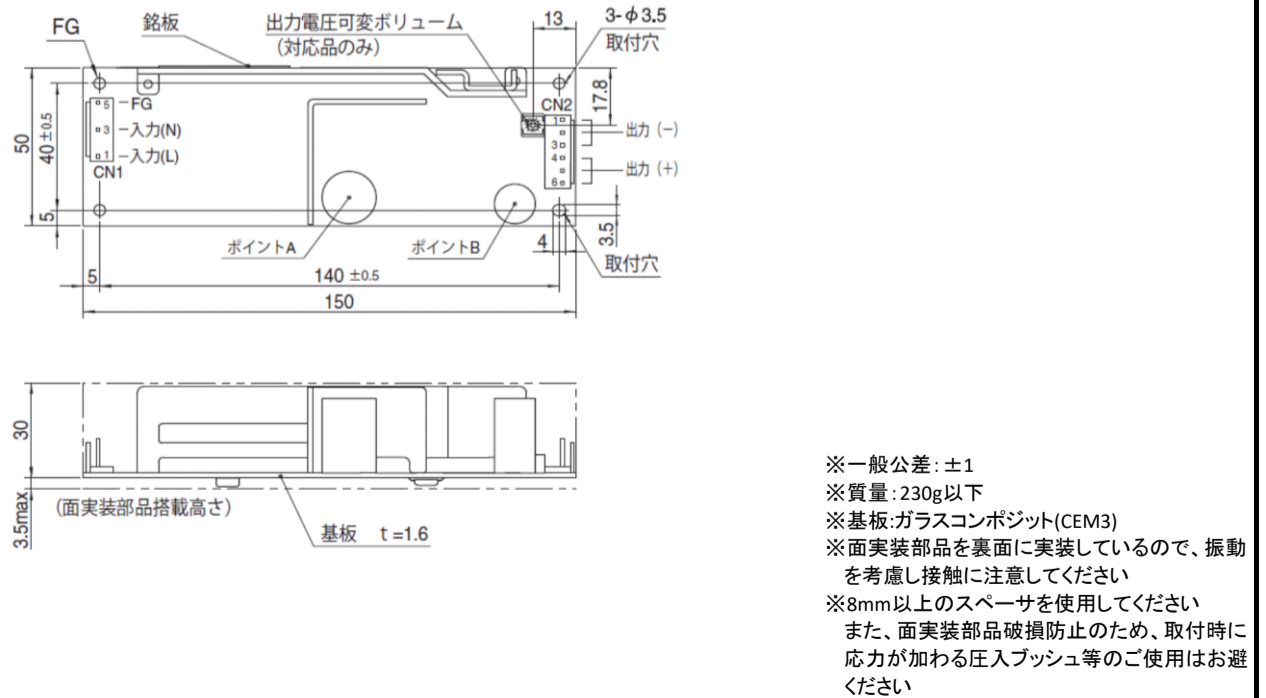 FG
銘板
出力電圧可変ボリューム
(対応品のみ)
13
3-φ3.5
取付穴
17.8
CN2
5 -FG
3 -入力(N)
1 -入力(L)
CN1
50
40±0.5
5
1
3
4
6
出力 (-)
出力 (+)
ポイントA
ポイントB
4
3.5
取付穴
5
140 ±0.5
150
30
3.5max
(面実装部品搭載高さ)
基板 t=1.6
※一般公差:±1
※質量:230g以下
※基板:ガラスコンポジット(CEM3)
※面実装部品を裏面に実装しているので、振動
を考慮し接触に注意してください
※8mm以上のスペーサを使用してください
また、面実装部品破損防止のため、取付時に
応力が加わる圧入ブッシュ等のご使用はお避
ください